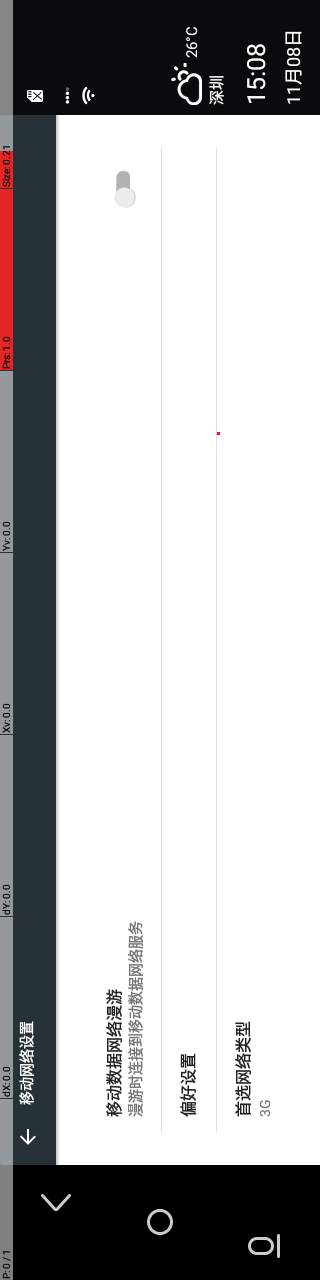 P: 0 / 1
dX: 0.0
dY: 0.0
Xv: 0.0
Yv: 0.0
Prs: 1.0
Size: 0.21
移动网络设置
移动数据网络漫游
漫游时连接到移动数据网络服务
偏好设置
首选网络类型
3G
26°C
深圳
15:08
11月08日